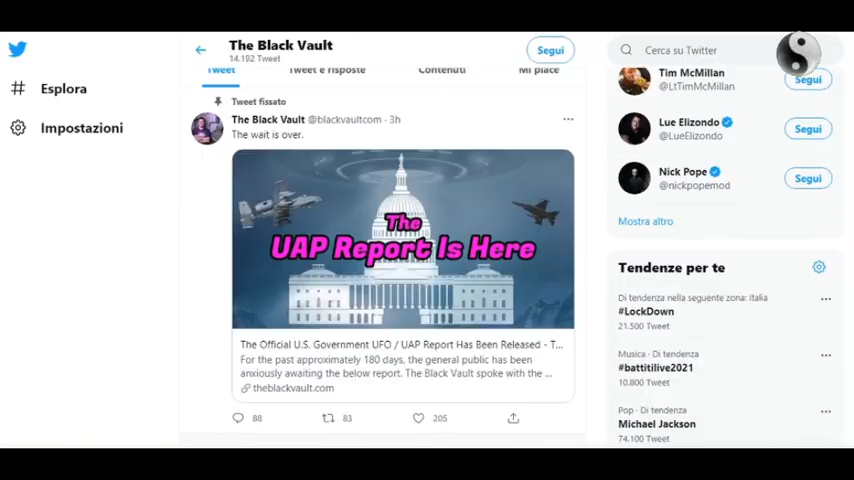 The Black Vault
14.192 Tweet
Segui
Cerca su Twitter
Tweet
Tweet e risposte
Contenuti
Mi piace
Esplora
Impostazioni
Tweet fissato
The Black Vault @blackvaultcom · 3h
The wait is over.
The
UAP Report Is Here
The Official U.S. Government UFO / UAP Report Has Been Released - T...
For the past approximately 180 days, the general public has been
anxiously awaiting the below report. The Black Vault spoke with the ...
theblackvault.com
88
83
205
Tim McMillan
@LtTimMcMillan
Segui
Lue Elizondo
@LueElizondo
Segui
Nick Pope
@nickpopemod
Segui
Mostra altro
Tendenze per te
Di tendenza nella seguente zona: Italia
#LockDown
21.500 Tweet
Musica · Di tendenza
#battitilive2021
10.800 Tweet
Pop · Di tendenza
Michael Jackson
74.100 Tweet